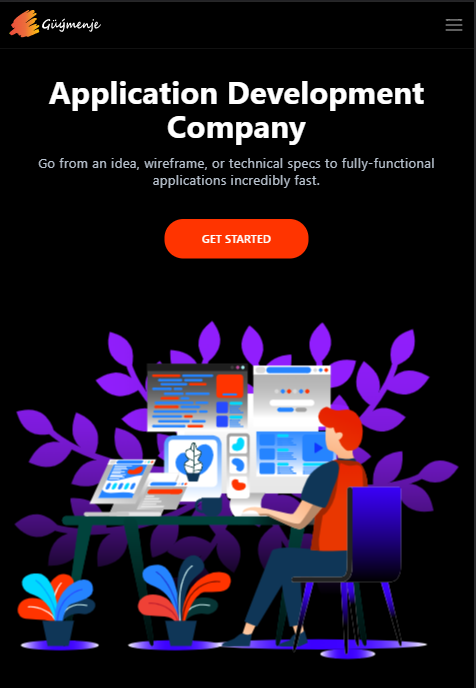 Güýmenje
Application Development
Company
Go from an idea, wireframe, or technical specs to fully-functional
applications incredibly fast.
GET STARTED